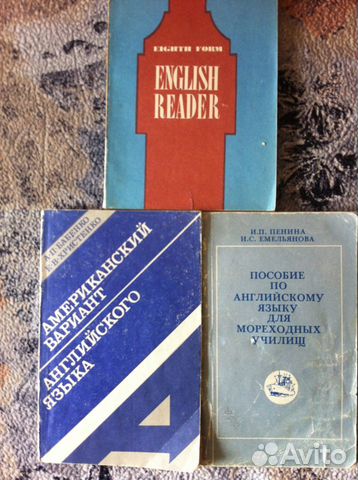 EIGHTH FORM
ENGLISH
READER
А.П. БАБЕНКО
Е.В. ХРИСТЕНКО
АМЕРИКАНСКИЙ
ВАРИАНТ
АНГЛИЙСКОГО
ЯЗЫКА
И.П. ПЕНИНА
И.С. ЕМЕЛЬЯНОВА
ПОСОБИЕ
ПО
АНГЛИЙСКОМУ
ЯЗЫКУ
ДЛЯ
МОРЕХОДНЫХ
УЧИЛИЩ
Avito